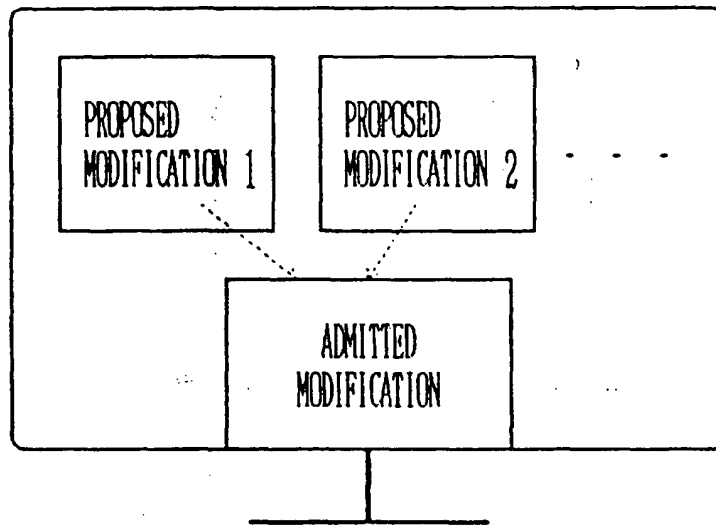 PROPOSED
MODIFICATION 1
PROPOSED
MODIFICATION 2
- - -
ADMITTED
MODIFICATION